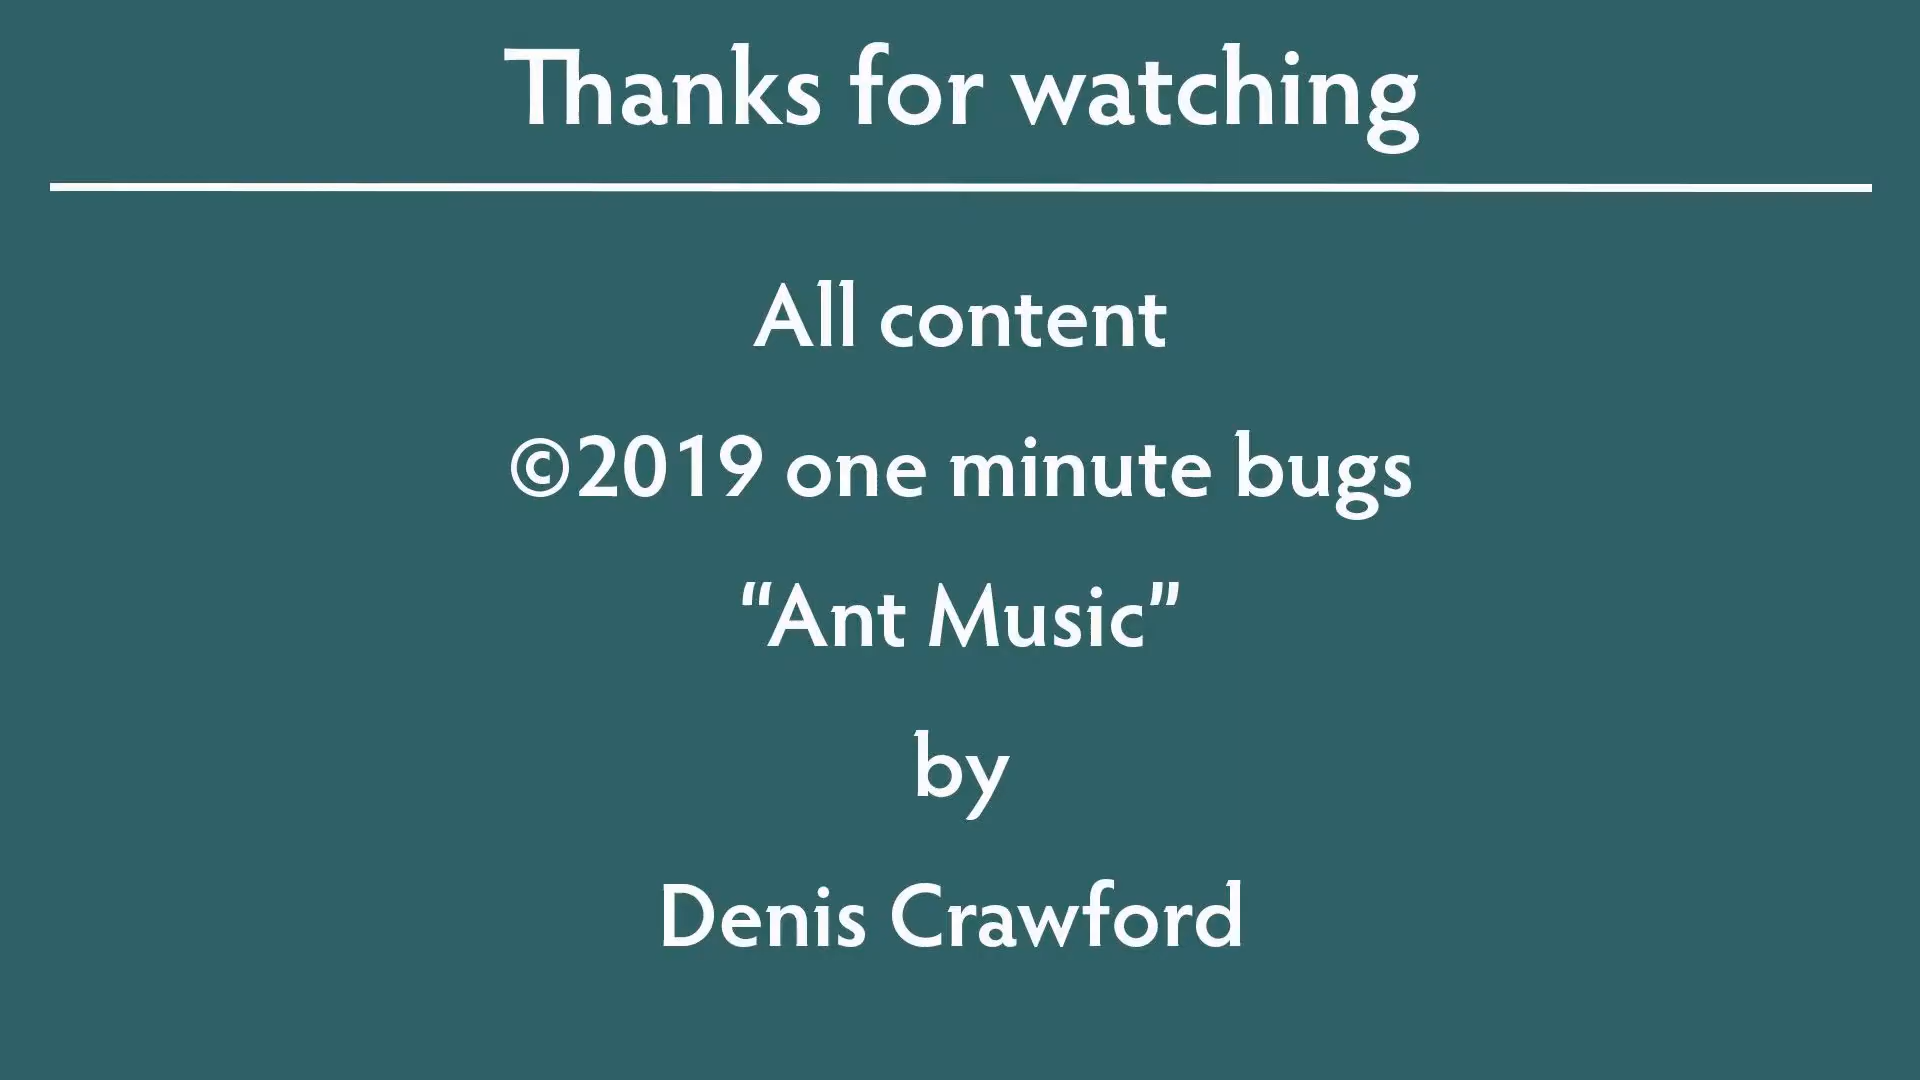 Thanks for watching
All content
©2019 one minute bugs
“Ant Music”
by
Denis Crawford